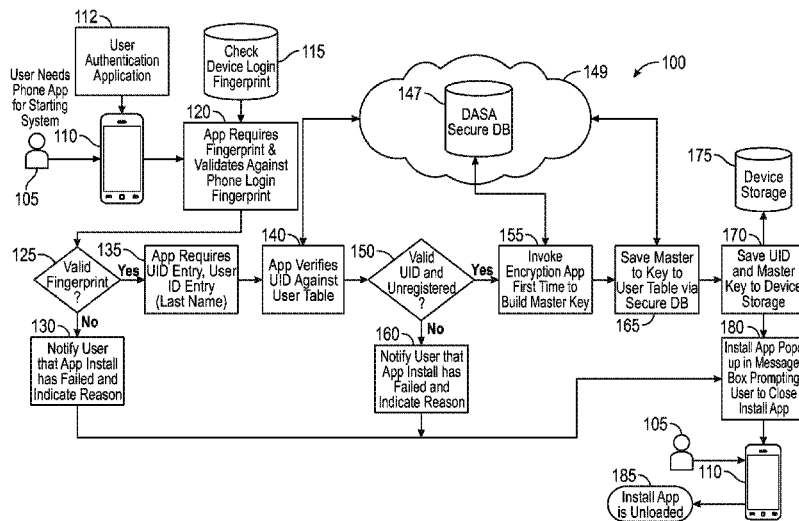 112
User
Authentication
Application
Check
Device Login
Fingerprint
115
149
100
User Needs
Phone App
for Starting
System
110
105
120
App Requires
Fingerprint &
Validates Against
Phone Login
Fingerprint
147
DASA
Secure DB
175
Device
Storage
125
Valid
Fingerprint
?
Yes
No
135
App Requires
UID Entry, User
ID Entry
(Last Name)
140
App Verifies
UID Against
User Table
150
Valid
UID and
Unregistered
?
Yes
No
155
Invoke
Encryption App
First Time to
Build Master Key
Save Master
to Key to
User Table via
Secure DB
165
170
Save UID
and Master
Key to Device
Storage
130
Notify User
that App Install
has Failed and
Indicate Reason
160
Notify User that
App Install has
Failed and
Indicate Reason
180
Install App Pops
up in Message
Box Prompting
User to Close
Install App
105
110
185
Install App
is Unloaded